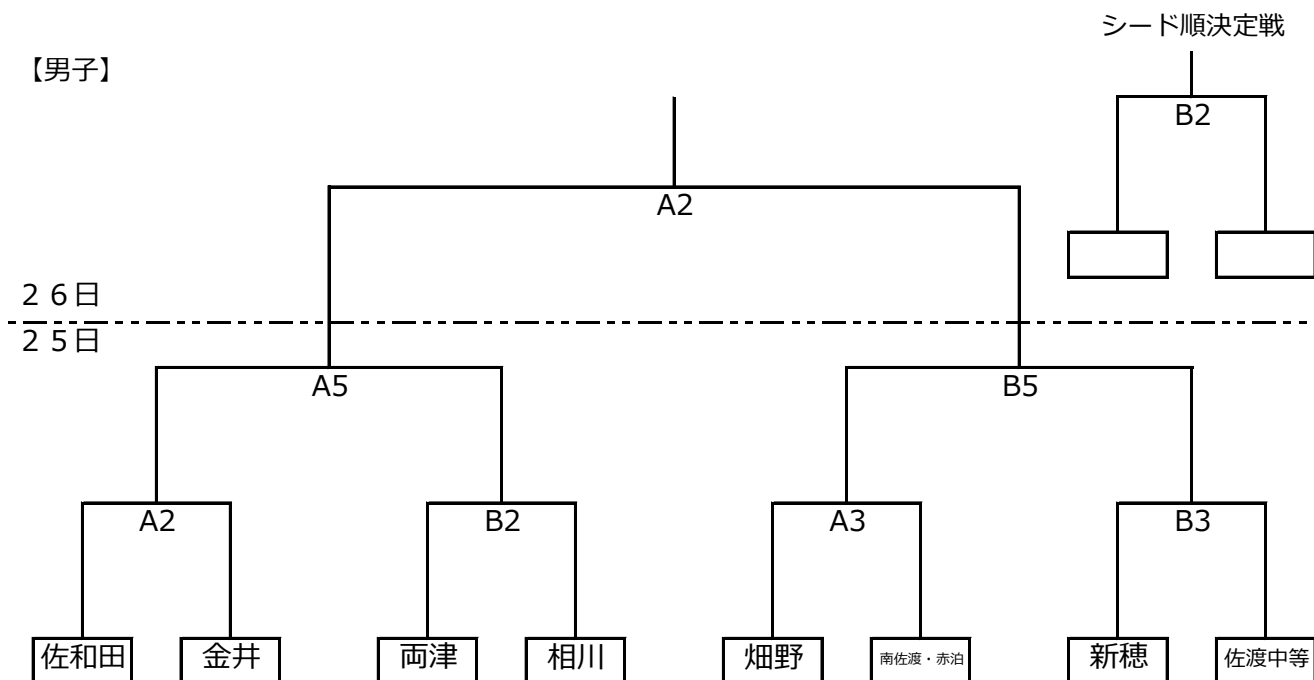 シード順決定戦
【男子】
B2
A2
２６日
２５日
A5
B5
A2
B2
A3
B3
佐和田
金井
両津
相川
畑野
南佐渡・赤泊
新穂
佐渡中等